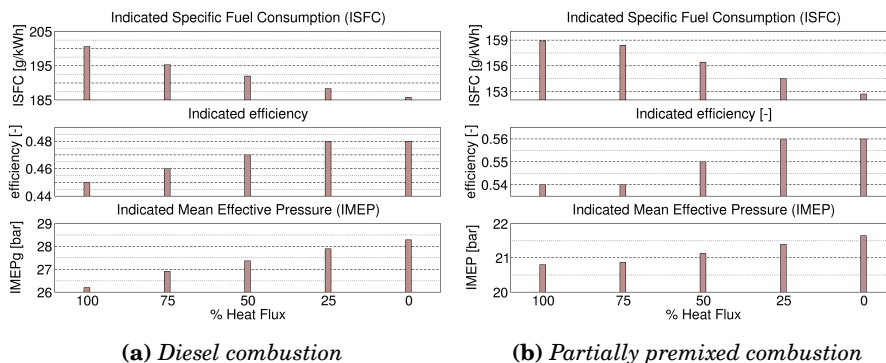 Indicated Specific Fuel Consumption (ISFC)
205
195
185
ISFC [g/kWh]
Indicated efficiency
0.48
0.46
0.44
efficiency [-]
Indicated Mean Effective Pressure (IMEP)
29
28
27
26
IMEPg [bar]
100 75 50 25 0
% Heat Flux
(a) Diesel combustion
Indicated Specific Fuel Consumption (ISFC)
159
156
153
ISFC [g/kWh]
Indicated efficiency [-]
0.56
0.55
0.54
efficiency [-]
Indicated Mean Effective Pressure (IMEP)
22
21
20
IMEP [bar]
100 75 50 25 0
% Heat Flux
(b) Partially premixed combustion